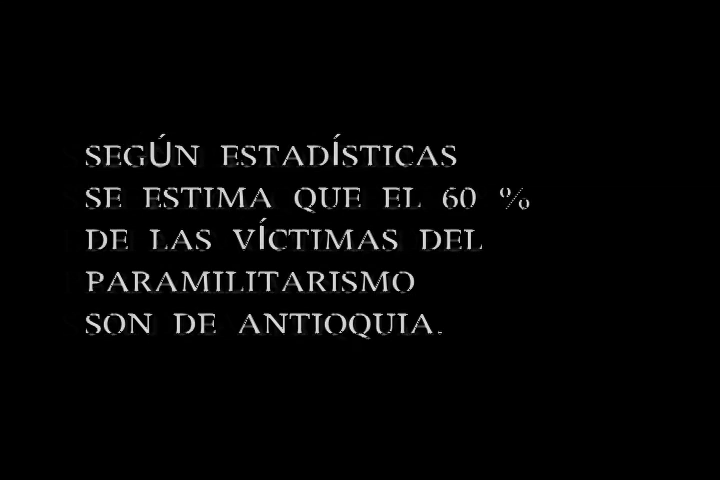 SEGÚN ESTADÍSTICAS
SE ESTIMA QUE EL 60 %
DE LAS VÍCTIMAS DEL
PARAMILITARISMO
SON DE ANTIOQUIA.